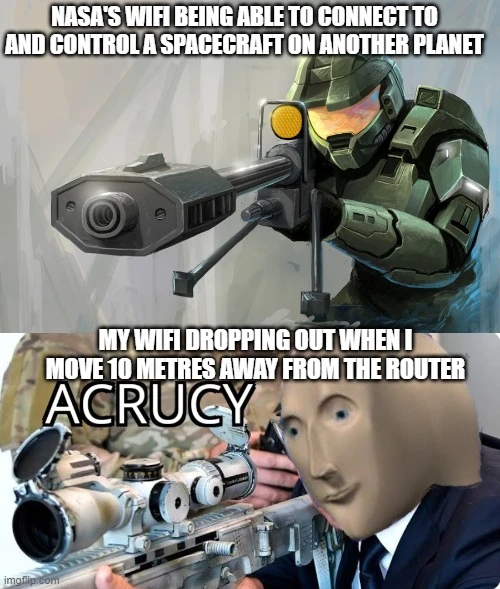 NASA'S WIFI BEING ABLE TO CONNECT TO
AND CONTROL A SPACECRAFT ON ANOTHER PLANET
MY WIFI DROPPING OUT WHEN I
MOVE 10 METRES AWAY FROM THE ROUTER
ACRUCY
imgflip.com